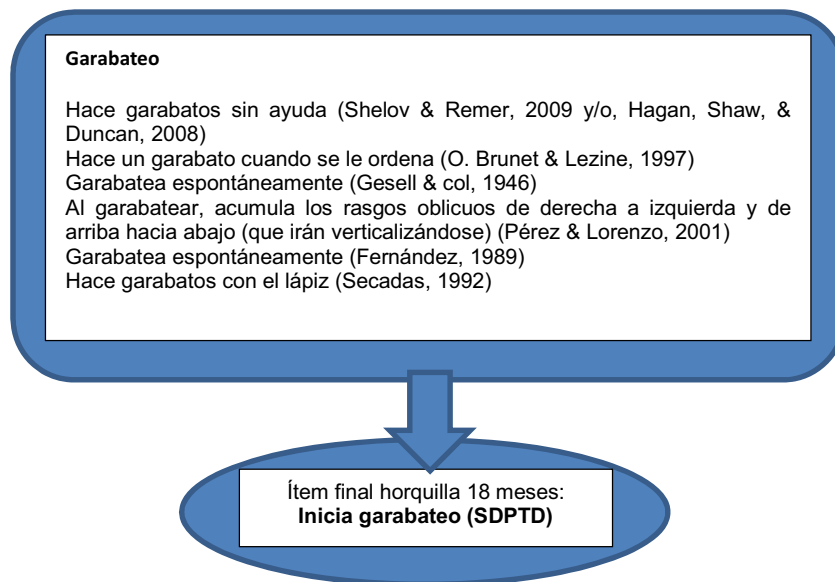 Garabateo
Hace garabatos sin ayuda (Shelov & Remer, 2009 y/o, Hagan, Shaw, &
Duncan, 2008)
Hace un garabato cuando se le ordena (O. Brunet & Lezine, 1997)
Garabatea espontáneamente (Gesell & col, 1946)
Al garabatear, acumula los rasgos oblicuos de derecha a izquierda y de
arriba hacia abajo (que irán verticalizándose) (Pérez & Lorenzo, 2001)
Garabatea espontáneamente (Fernández, 1989)
Hace garabatos con el lápiz (Secadas, 1992)
Ítem final horquilla 18 meses:
Inicia garabateo (SDPTD)